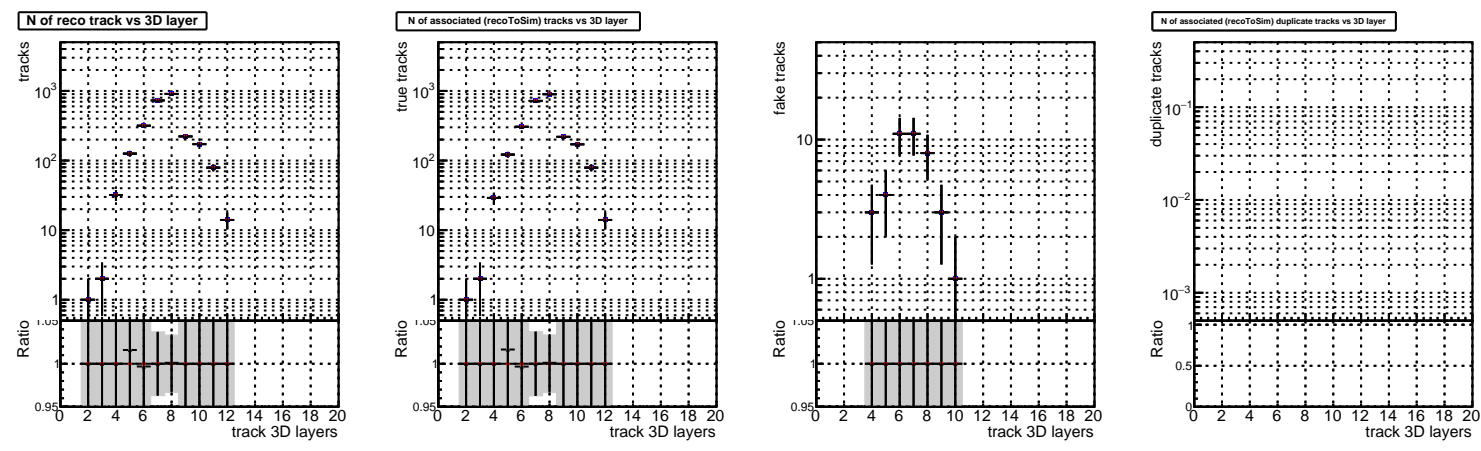 N of reco track vs 3D layer
tracks
10³
10²
10
1
Ratio
1.05
1
0.95
0 2 4 6 8 10 12 14 16 18 20
track 3D layers
N of associated (recoToSim) tracks vs 3D layer
true tracks
10³
10²
10
1
Ratio
1.05
1
0.95
0 2 4 6 8 10 12 14 16 18 20
track 3D layers
fake tracks
10
1
Ratio
1.05
1
0.95
0 2 4 6 8 10 12 14 16 18 20
track 3D layers
N of associated (recoToSim) duplicate tracks vs 3D layer
duplicate tracks
10⁻¹
10⁻²
10⁻³
Ratio
1
0.5
0
0 2 4 6 8 10 12 14 16 18 20
track 3D layers